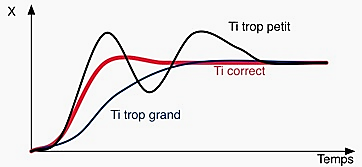 X
Ti trop petit
Ti correct
Ti trop grand
Temps